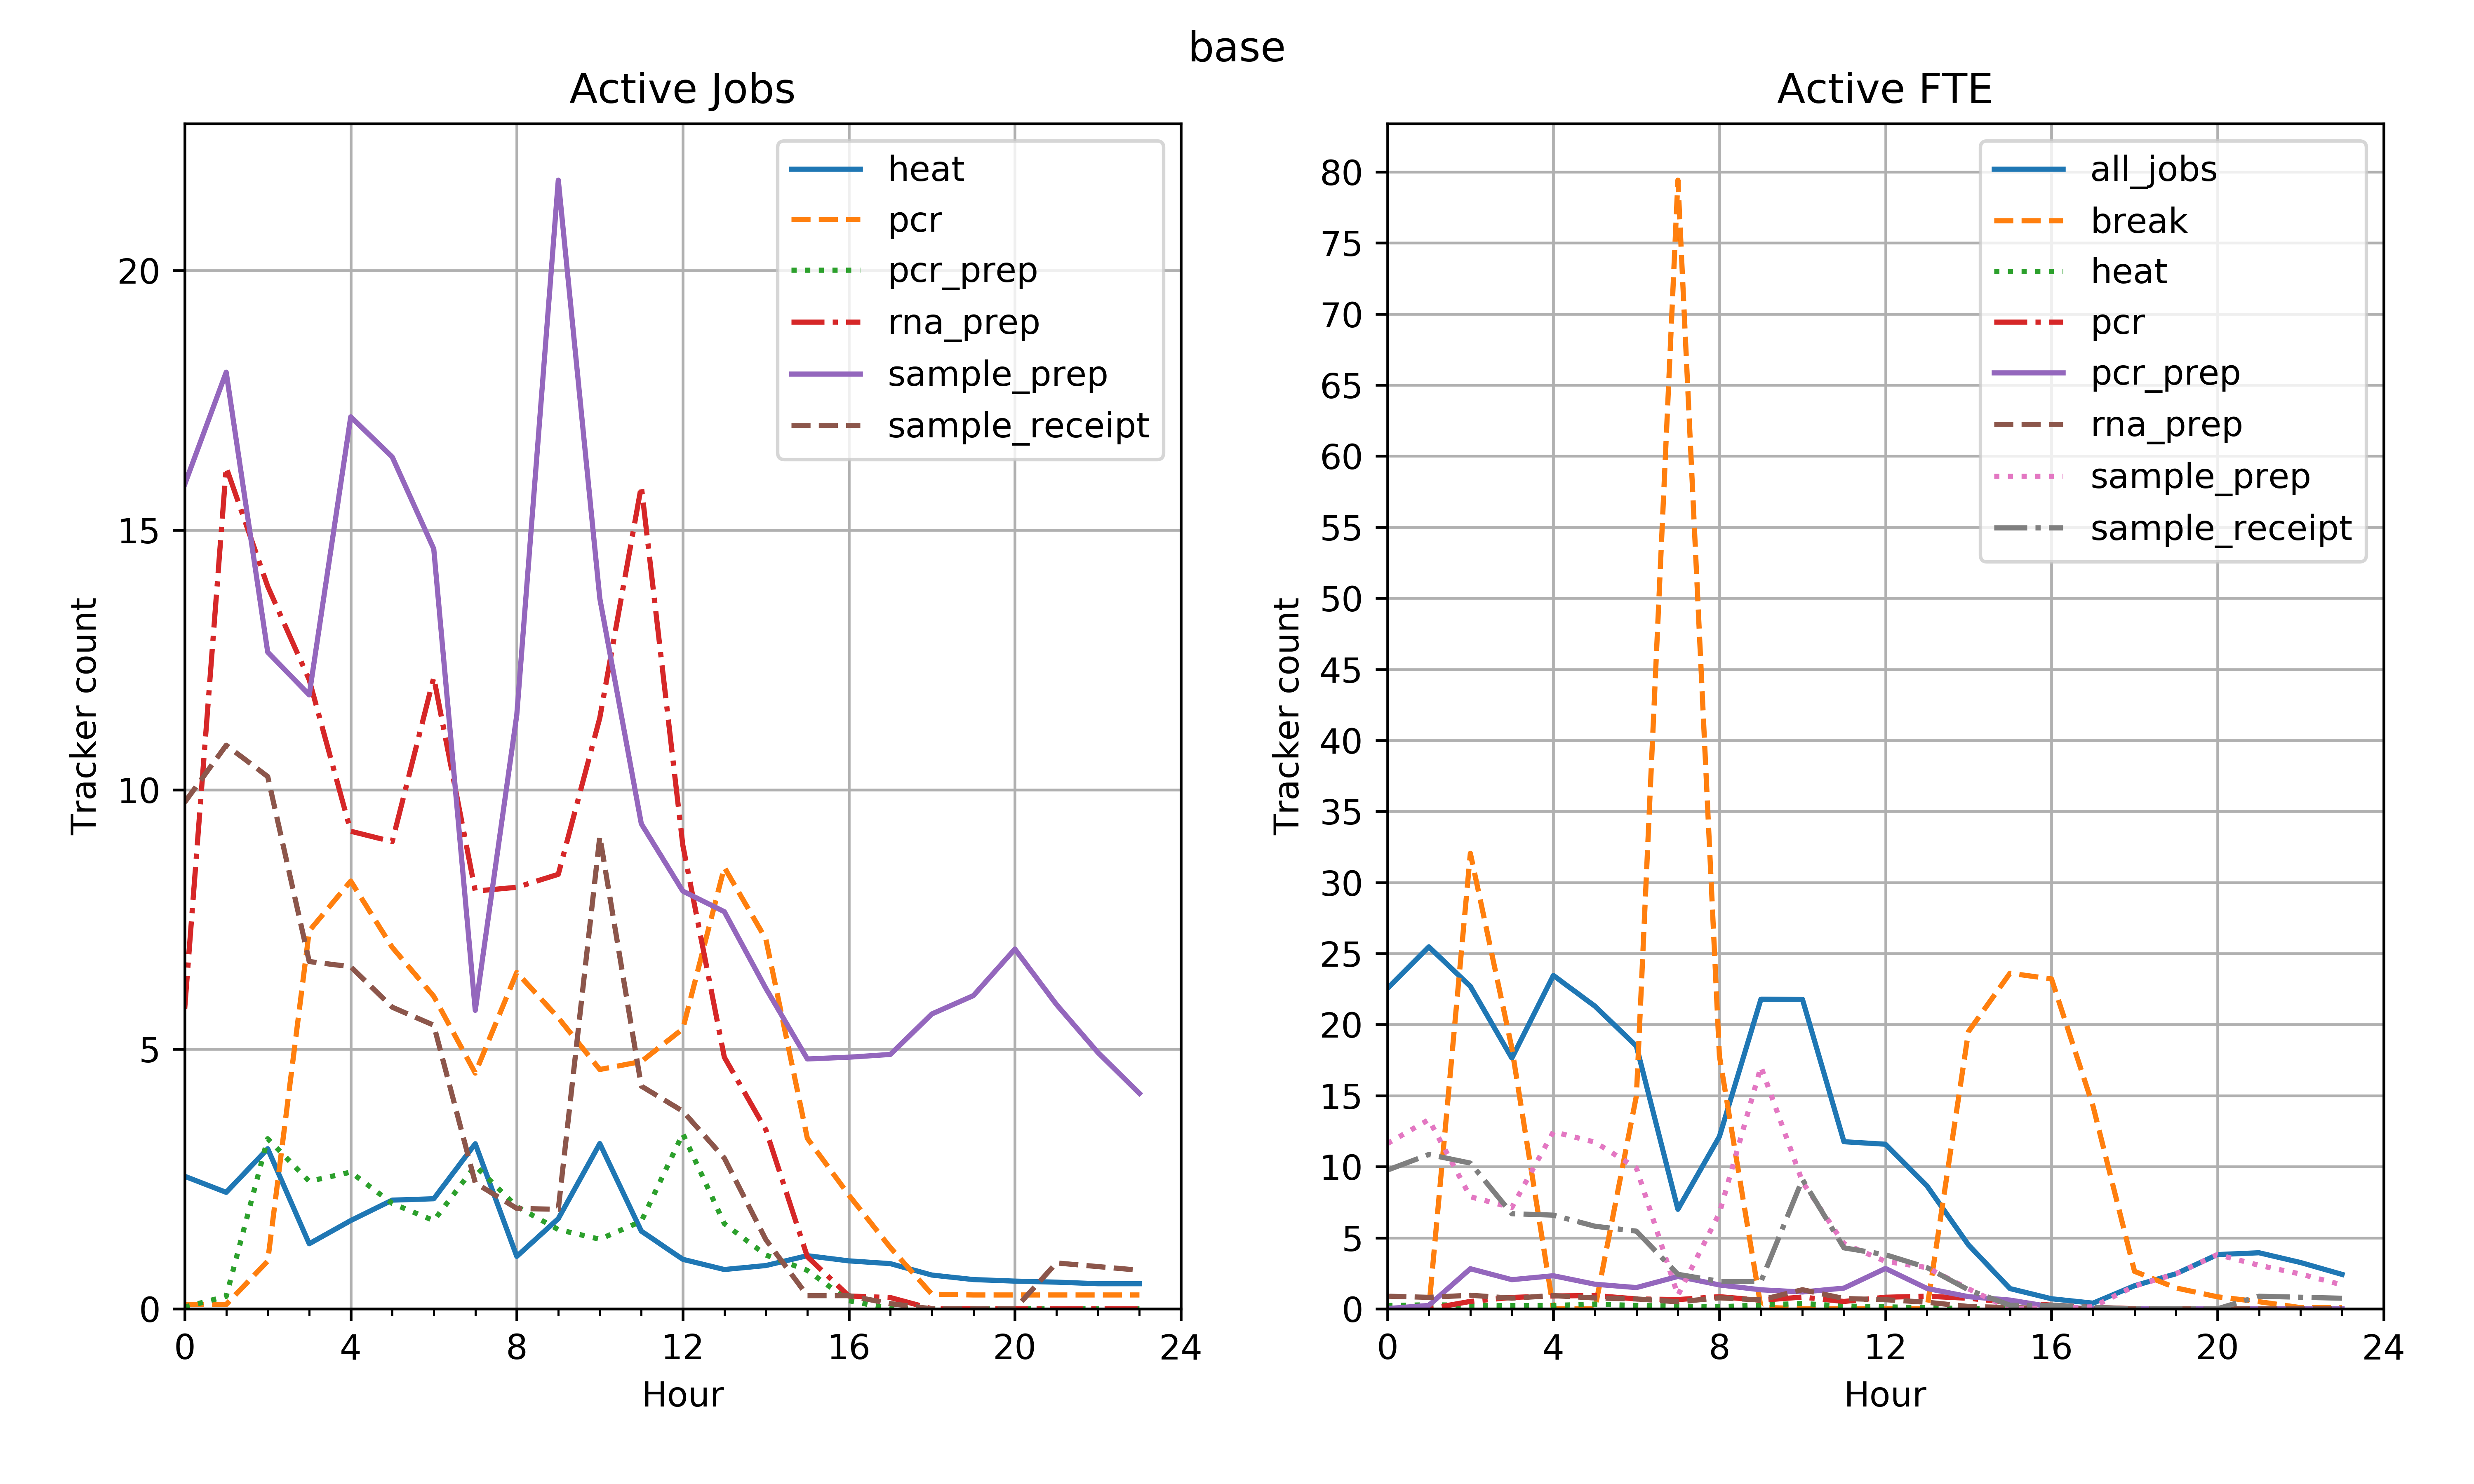 base
Active Jobs
Tracker count
20
15
10
5
0
0 4 8 12 16 20 24
Hour
heat
pcr
pcr_prep
rna_prep
sample_prep
sample_receipt
Active FTE
Tracker count
80
75
70
65
60
55
50
45
40
35
30
25
20
15
10
5
0
0 4 8 12 16 20 24
Hour
all_jobs
break
heat
pcr
pcr_prep
rna_prep
sample_prep
sample_receipt